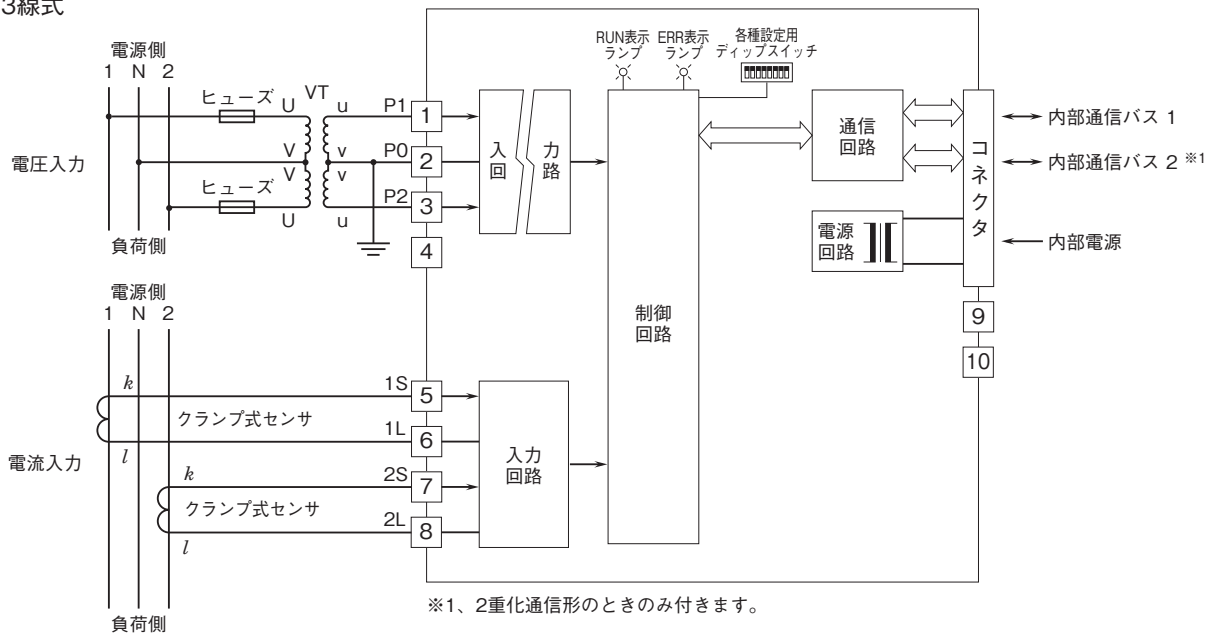 3線式
電源側
1 N 2
ヒューズ
U
VT
u
P1
1
V
v
P0
2
V
v
ヒューズ
U
u
P2
3
4
電圧入力
負荷側
入力
回路
RUN表示
ランプ
ERR表示
ランプ
各種設定用
ディップスイッチ
制御
回路
通信
回路
電源
回路
コネクタ
内部通信バス 1
内部通信バス 2 ※1
内部電源
9
10
電源側
1 N 2
k
1S
5
クランプ式センサ
l
1L
6
電流入力
k
2S
7
クランプ式センサ
l
2L
8
入力
回路
負荷側
※1、2重化通信形のときのみ付きます。